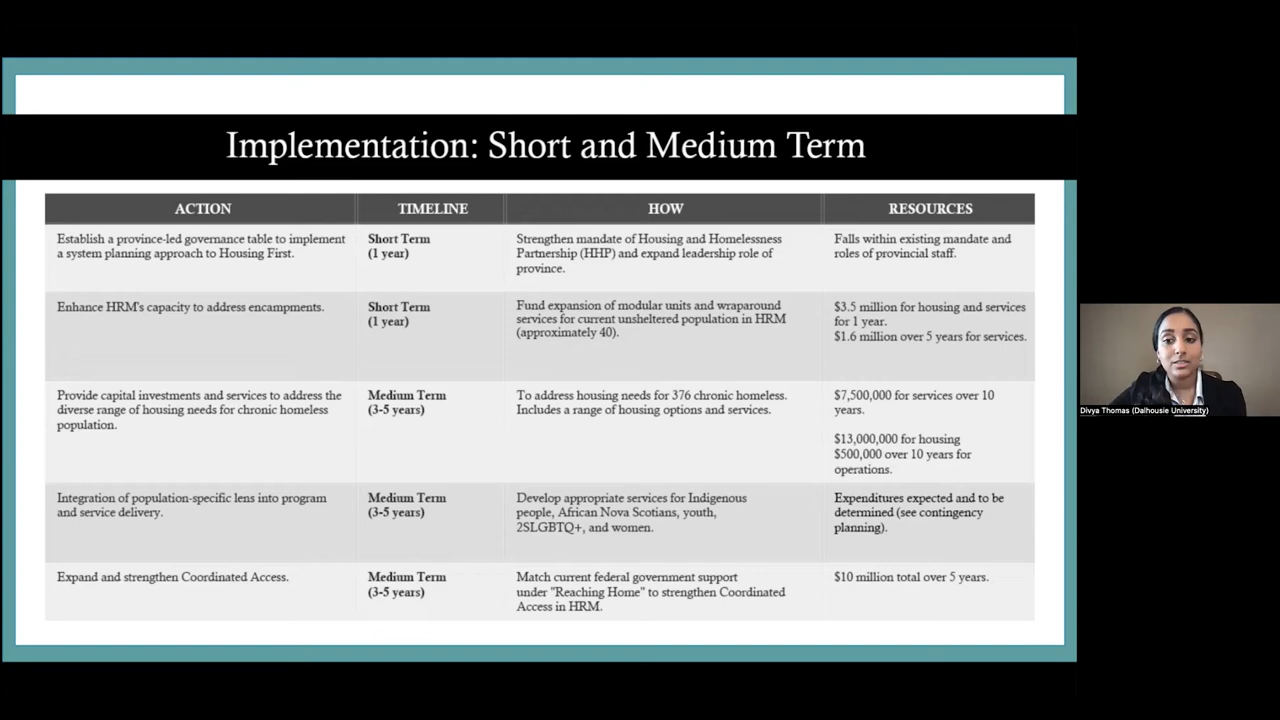 Implementation: Short and Medium Term
ACTION
TIMELINE
HOW
RESOURCES
Establish a province-led governance table to implement
a system planning approach to Housing First.
Short Term
(1 year)
Strengthen mandate of Housing and Homelessness
Partnership (HHP) and expand leadership role of
province.
Falls within existing mandate and
roles of provincial staff.
Enhance HRM's capacity to address encampments.
Short Term
(1 year)
Fund expansion of modular units and wraparound
services for current unsheltered population in HRM
(approximately 40).
$3.5 million for housing and services
for 1 year.
$1.6 million over 5 years for services.
Provide capital investments and services to address the
diverse range of housing needs for chronic homeless
population.
Medium Term
(3-5 years)
To address housing needs for 376 chronic homeless.
Includes a range of housing options and services.
$7,500,000 for services over 10
years.
$13,000,000 for housing
$500,000 over 10 years for
operations.
Integration of population-specific lens into program
and service delivery.
Medium Term
(3-5 years)
Develop appropriate services for Indigenous
people, African Nova Scotians, youth,
2SLGBTQ+, and women.
Expenditures expected and to be
determined (see contingency
planning).
Expand and strengthen Coordinated Access.
Medium Term
(3-5 years)
Match current federal government support
under "Reaching Home" to strengthen Coordinated
Access in HRM.
$10 million total over 5 years.
Divya Thomas (Dalhousie University)